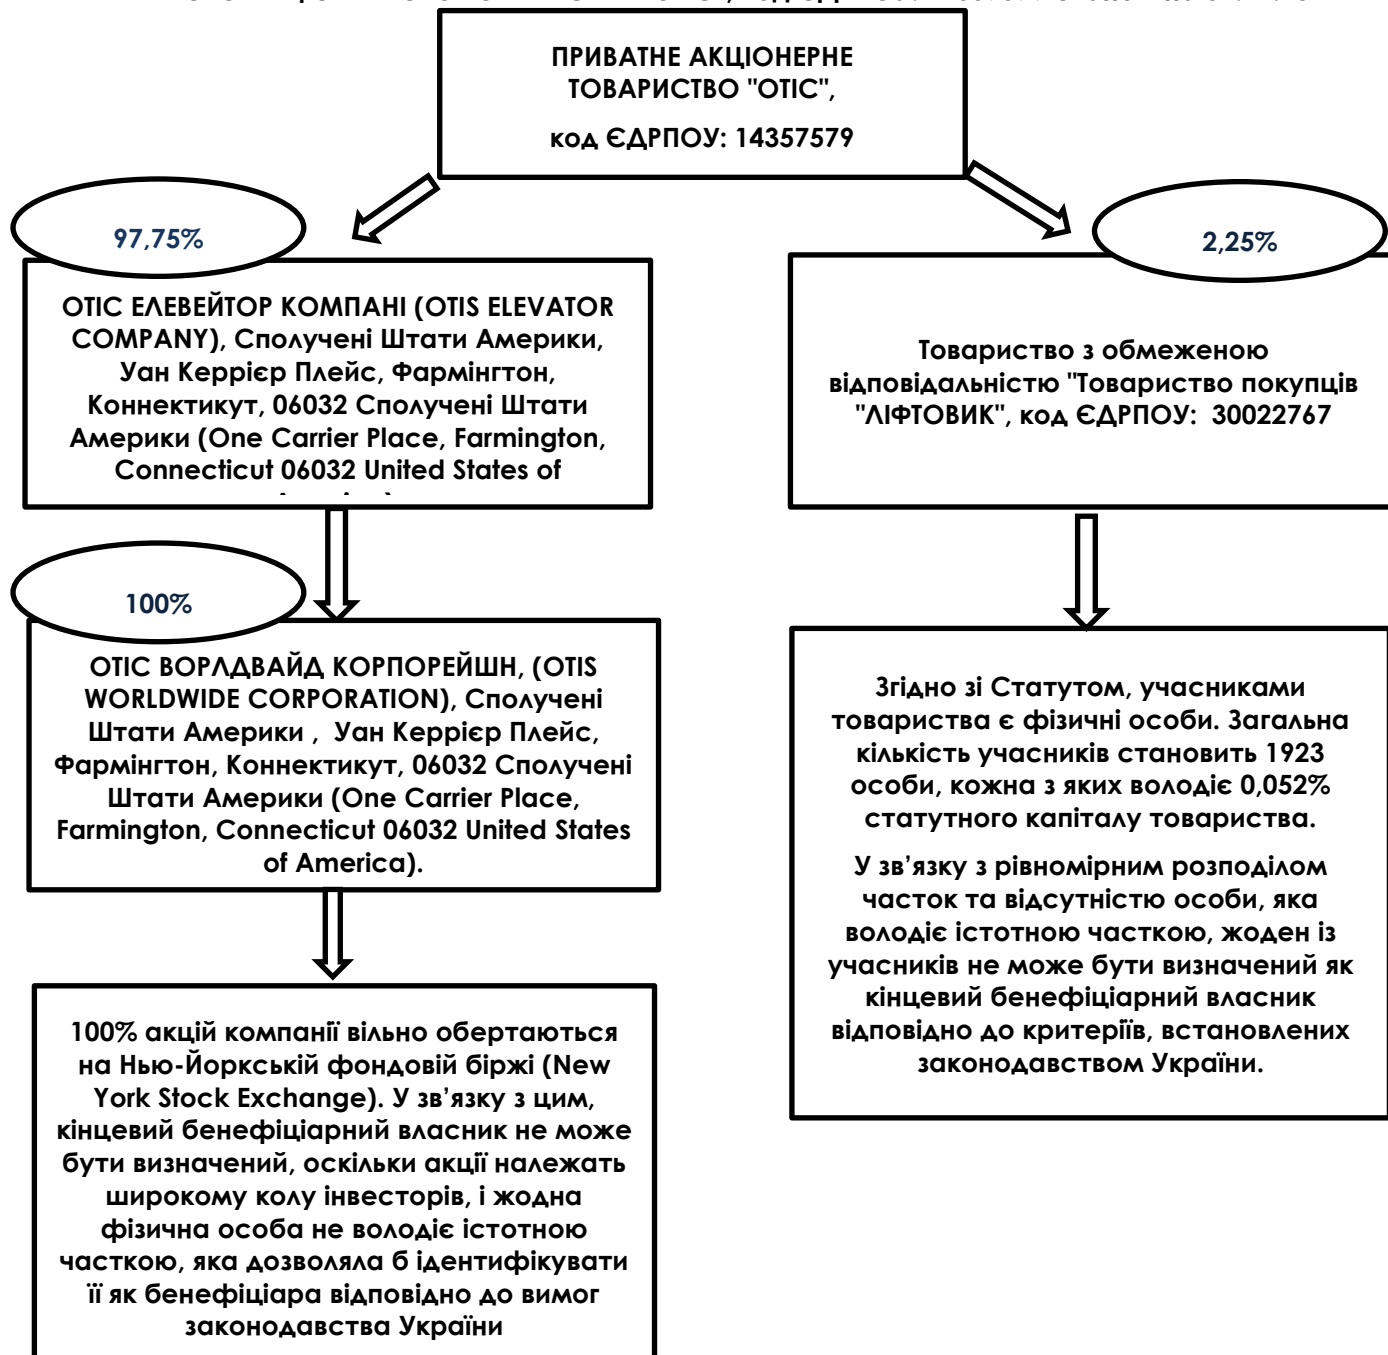 ПРИВАТНЕ АКЦІОНЕРНЕ
ТОВАРИСТВО "ОТІС",
код ЄДРПОУ: 14357579
97,75%
2,25%
ОТІС ЕЛЕВЕЙТОР КОМПАНІ (OTIS ELEVATOR
COMPANY), Сполучені Штати Америки,
Уан Керрієр Плейс, Фармінгтон,
Коннектикут, 06032 Сполучені Штати
Америки (One Carrier Place, Farmington,
Connecticut 06032 United States of
Товариство з обмеженою
відповідальністю "Товариство покупців
"ЛІФТОВИК", код ЄДРПОУ: 30022767
100%
ОТІС ВОРЛДВАЙД КОРПОРЕЙШН, (OTIS
WORLDWIDE CORPORATION), Сполучені
Штати Америки , Уан Керрієр Плейс,
Фармінгтон, Коннектикут, 06032 Сполучені
Штати Америки (One Carrier Place,
Farmington, Connecticut 06032 United States
of America).
Згідно зі Статутом, учасниками
товариства є фізичні особи. Загальна
кількість учасників становить 1923
особи, кожна з яких володіє 0,052%
статутного капіталу товариства.
У зв’язку з рівномірним розподілом
часток та відсутністю особи, яка
володіє істотною часткою, жоден із
учасників не може бути визначений як
кінцевий бенефіціарний власник
відповідно до критеріїв, встановлених
законодавством України.
100% акцій компанії вільно обертаються
на Нью-Йоркській фондовій біржі (New
York Stock Exchange). У зв’язку з цим,
кінцевий бенефіціарний власник не може
бути визначений, оскільки акції належать
широкому колу інвесторів, і жодна
фізична особа не володіє істотною
часткою, яка дозволяла б ідентифікувати
її як бенефіціара відповідно до вимог
законодавства України